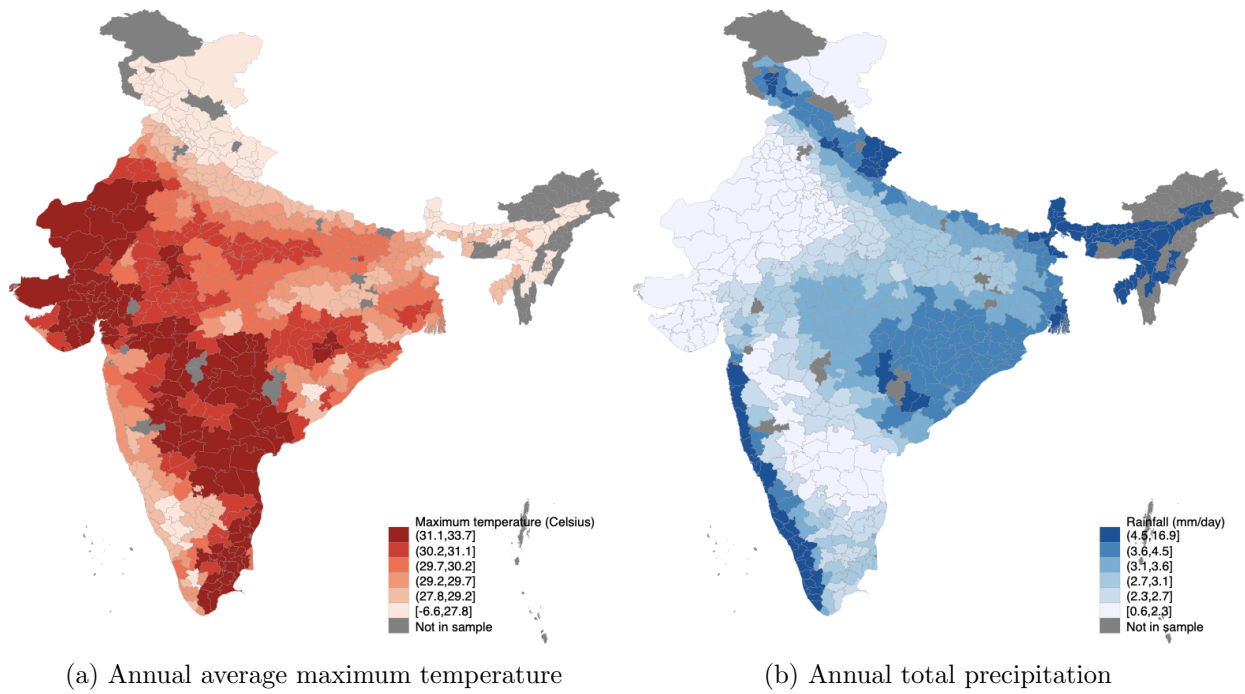 Maximum temperature (Celsius)
(31.1,33.7]
(30.2,31.1]
(29.7,30.2]
(29.2,29.7]
(27.8,29.2]
[-6.6,27.8]
Not in sample
(a) Annual average maximum temperature
Rainfall (mm/day)
(4.5,16.9]
(3.6,4.5]
(3.1,3.6]
(2.7,3.1]
(2.3,2.7]
[0.6,2.3]
Not in sample
(b) Annual total precipitation